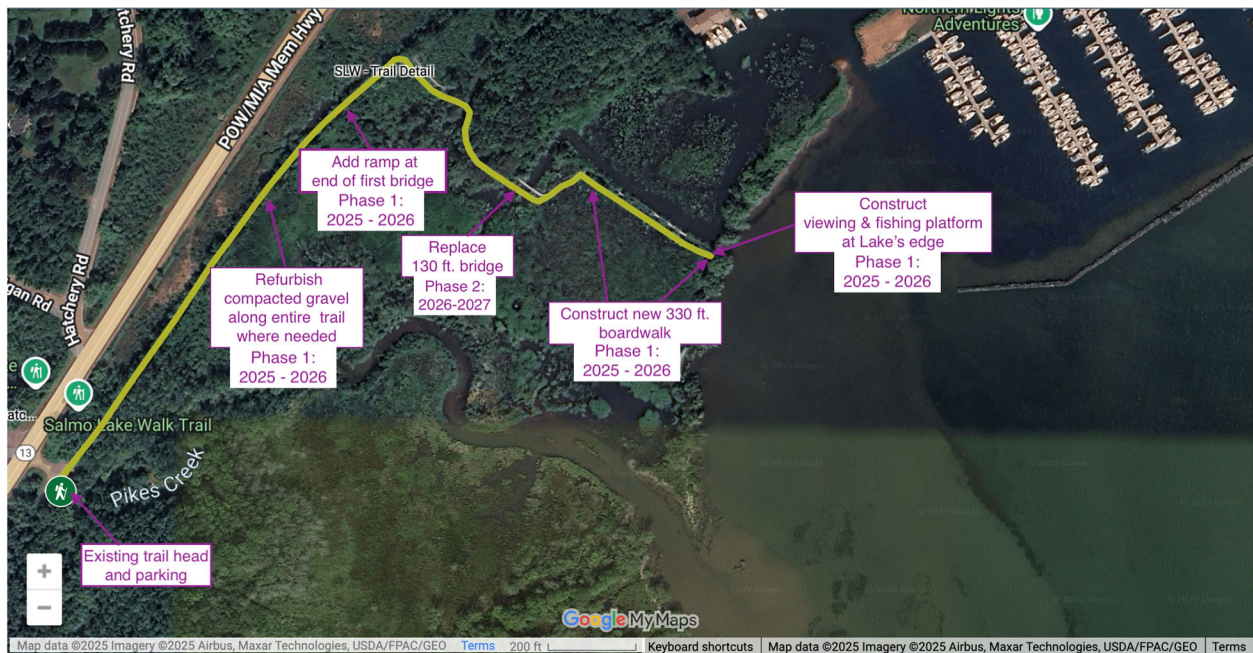 Northern Lights
Adventures
Hatchery Rd
POW/MIA Mem Hwy
SLW - Trail Detail
Add ramp at
end of first bridge
Phase 1:
2025 - 2026
Construct
viewing & fishing platform
at Lake's edge
Phase 1:
2025 - 2026
Replace
130 ft. bridge
Phase 2:
2026-2027
Refurbish
compacted gravel
along entire trail
where needed
Phase 1:
2025 - 2026
Construct new 330 ft.
boardwalk
Phase 1:
2025 - 2026
Hatchery Rd
gan Rd
Salmo Lake Walk Trail
13
Pikes Creek
Existing trail head
and parking
+
−
Google My Maps
Map data ©2025 Imagery ©2025 Airbus, Maxar Technologies, USDA/FPAC/GEO Terms 200 ft Keyboard shortcuts Map data ©2025 Imagery ©2025 Airbus, Maxar Technologies, USDA/FPAC/GEO Terms